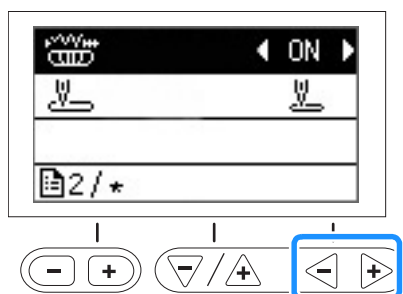 ON
2/*
- + / - + - +